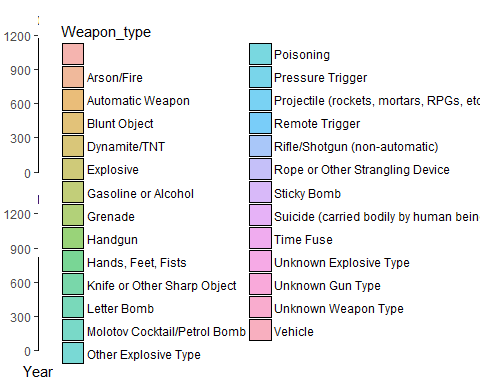 Weapon_type
Arson/Fire
Automatic Weapon
Blunt Object
Dynamite/TNT
Explosive
Gasoline or Alcohol
Grenade
Handgun
Hands, Feet, Fists
Knife or Other Sharp Object
Letter Bomb
Molotov Cocktail/Petrol Bomb
Other Explosive Type
Poisoning
Pressure Trigger
Projectile (rockets, mortars, RPGs, etc
Remote Trigger
Rifle/Shotgun (non-automatic)
Rope or Other Strangling Device
Sticky Bomb
Suicide (carried bodily by human bein
Time Fuse
Unknown Explosive Type
Unknown Gun Type
Unknown Weapon Type
Vehicle
1200
900
600
300
0
1200
900
600
300
0
Year